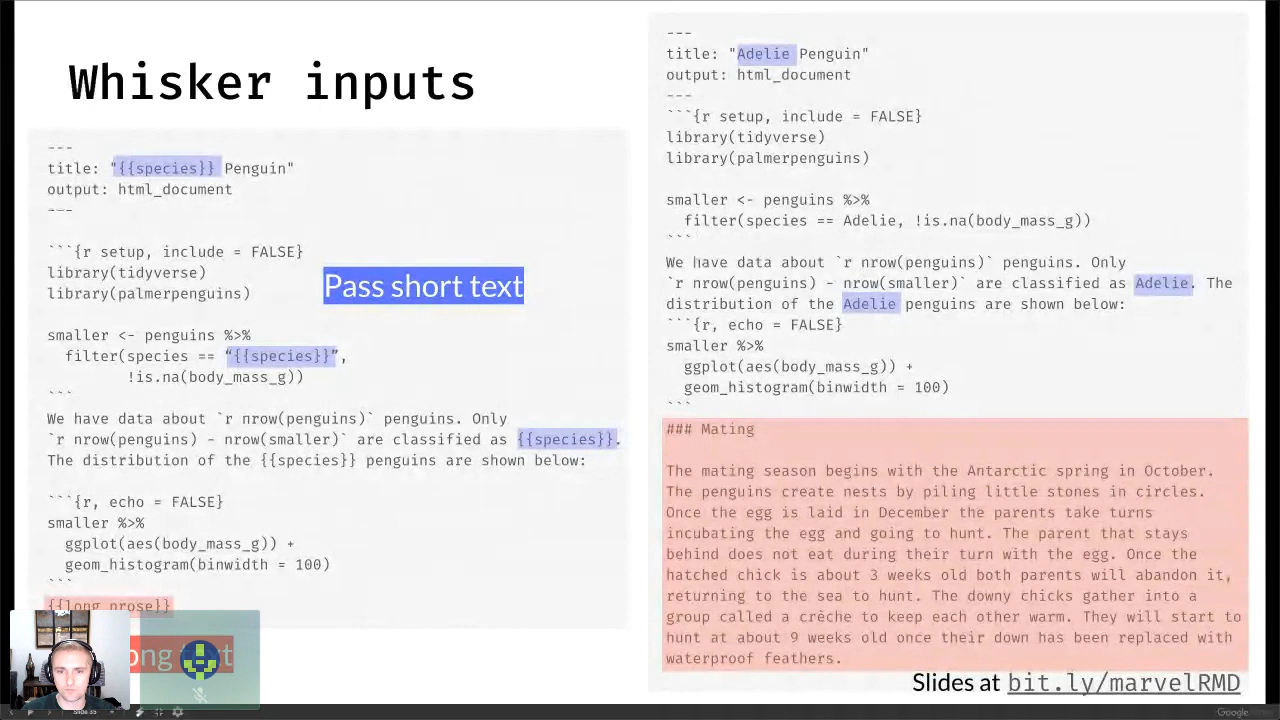 Whisker inputs
---
title: "{{species}} Penguin"
output: html_document
---
```{r setup, include = FALSE}
library(tidyverse)
library(palmerpenguins)
smaller <- penguins %>%
  filter(species == “{{species}}”,
         !is.na(body_mass_g))
```
We have data about `r nrow(penguins)` penguins. Only
`r nrow(penguins) - nrow(smaller)` are classified as {{species}}.
The distribution of the {{species}} penguins are shown below:
```{r, echo = FALSE}
smaller %>%
  ggplot(aes(body_mass_g)) +
  geom_histogram(binwidth = 100)
```
{{long_prose}}
Pass short text
---
title: "Adelie Penguin"
output: html_document
---
```{r setup, include = FALSE}
library(tidyverse)
library(palmerpenguins)
smaller <- penguins %>%
  filter(species == Adelie, !is.na(body_mass_g))
```
We have data about `r nrow(penguins)` penguins. Only
`r nrow(penguins) - nrow(smaller)` are classified as Adelie. The
distribution of the Adelie penguins are shown below:
```{r, echo = FALSE}
smaller %>%
  ggplot(aes(body_mass_g)) +
  geom_histogram(binwidth = 100)
```
### Mating
The mating season begins with the Antarctic spring in October.
The penguins create nests by piling little stones in circles.
Once the egg is laid in December the parents take turns
incubating the egg and going to hunt. The parent that stays
behind does not eat during their turn with the egg. Once the
hatched chick is about 3 weeks old both parents will abandon it,
returning to the sea to hunt. The downy chicks gather into a
group called a crèche to keep each other warm. They will start to
hunt at about 9 weeks old once their down has been replaced with
waterproof feathers.
Slides at bit.ly/marvelRMD
Slide 35
Google